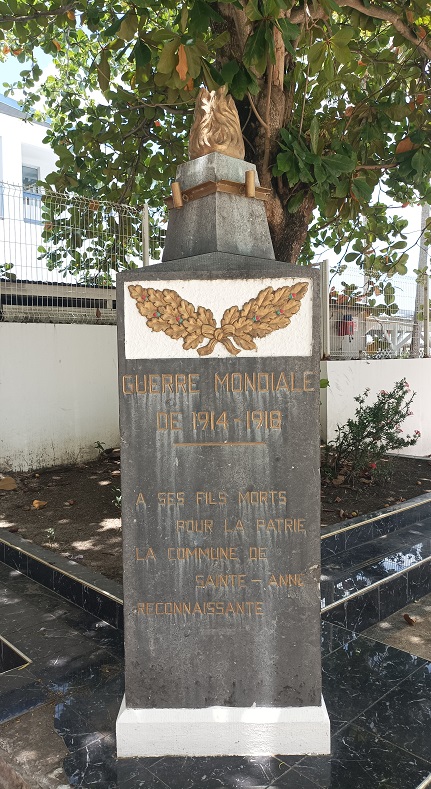 GUERRE MONDIALE
DE 1914-1918
A SES FILS MORTS
POUR LA PATRIE
LA COMMUNE DE
SAINTE-ANNE
RECONNAISSANTE